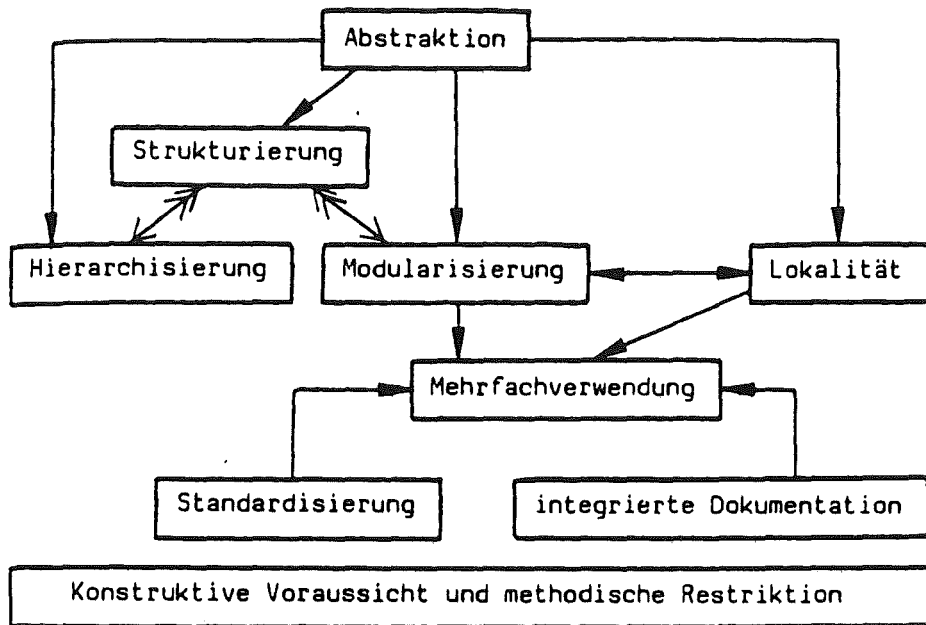 Abstraktion
Strukturierung
Hierarchisierung
Modularisierung
Lokalität
Mehrfachverwendung
Standardisierung
integrierte Dokumentation
Konstruktive Voraussicht und methodische Restriktion